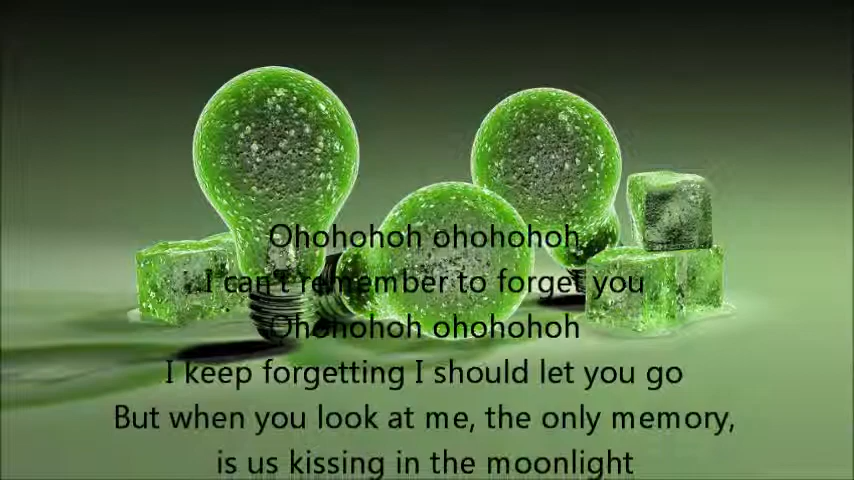 Ohohohoh ohohohoh
I can't remember to forget you
Ohohohoh ohohohoh
I keep forgetting I should let you go
But when you look at me, the only memory,
is us kissing in the moonlight